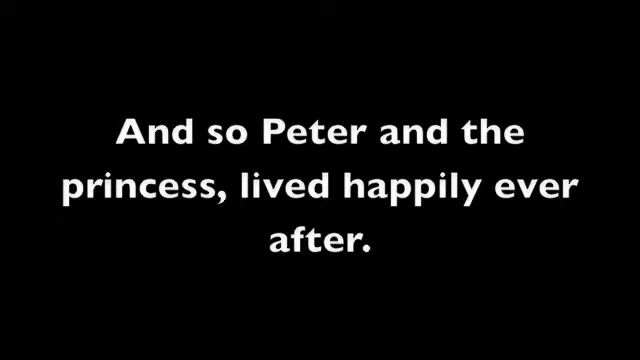 And so Peter and the
princess, lived happily ever
after.